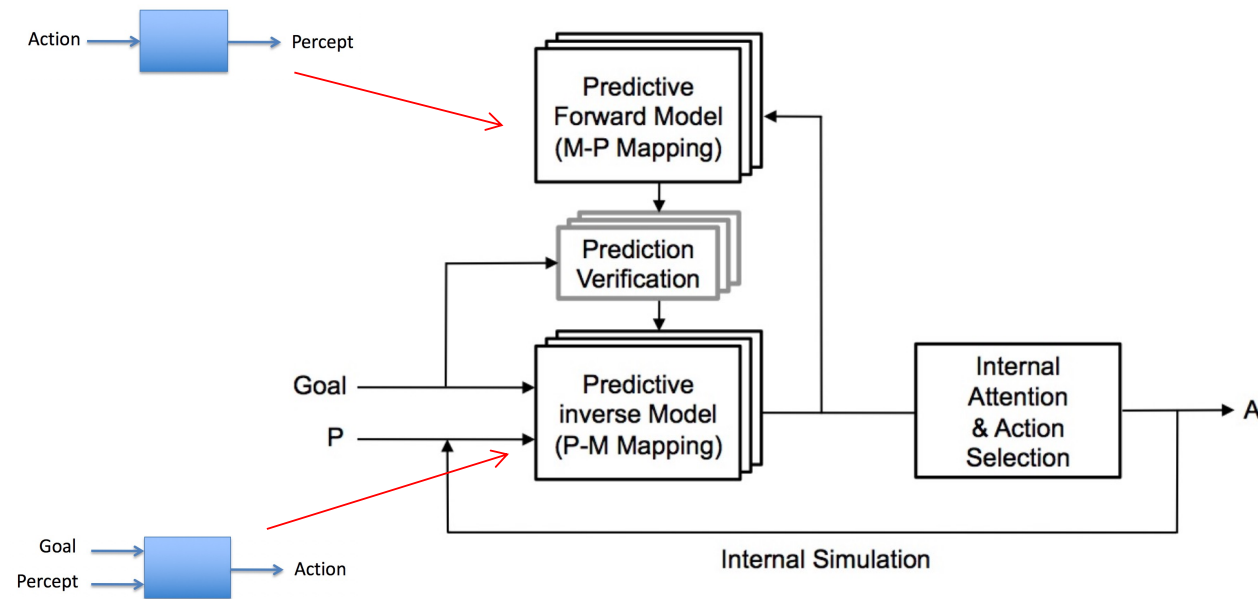 Action
Percept
Predictive
Forward Model
(M-P Mapping)
Prediction
Verification
Goal
P
Predictive
inverse Model
(P-M Mapping)
Internal
Attention
& Action
Selection
A
Internal Simulation
Goal
Percept
Action